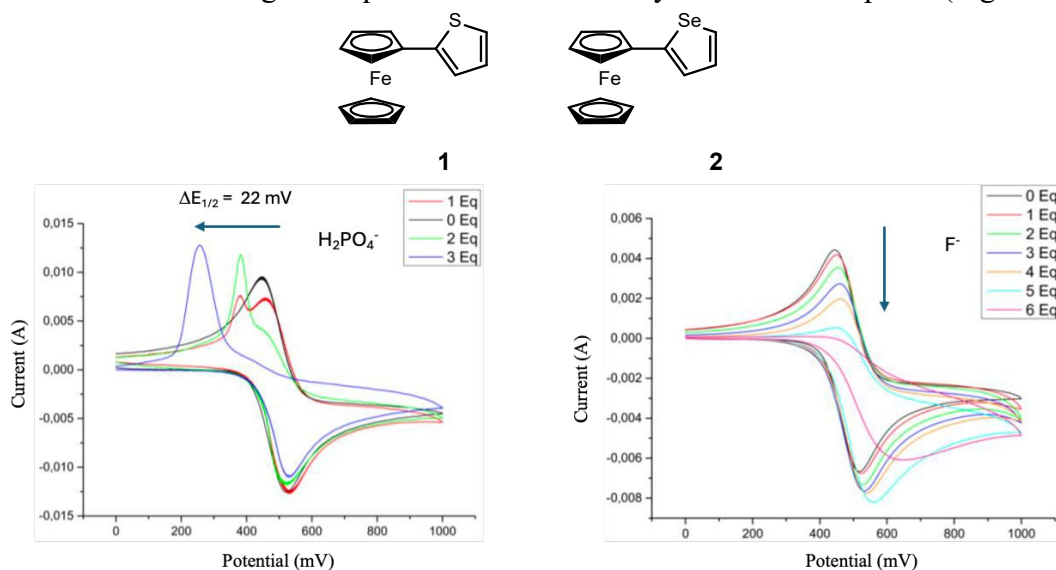 S
Se
Fe
Fe
1
2
ΔE1/2 = 22 mV
H2PO4-
1 Eq
0 Eq
2 Eq
3 Eq
0,015
0,010
0,005
0,000
-0,005
-0,010
-0,015
0
200
400
600
800
1000
Current (A)
Potential (mV)
F-
0 Eq
1 Eq
2 Eq
3 Eq
4 Eq
5 Eq
6 Eq
0,006
0,004
0,002
0,000
-0,002
-0,004
-0,006
-0,008
0
200
400
600
800
1000
Current (A)
Potential (mV)